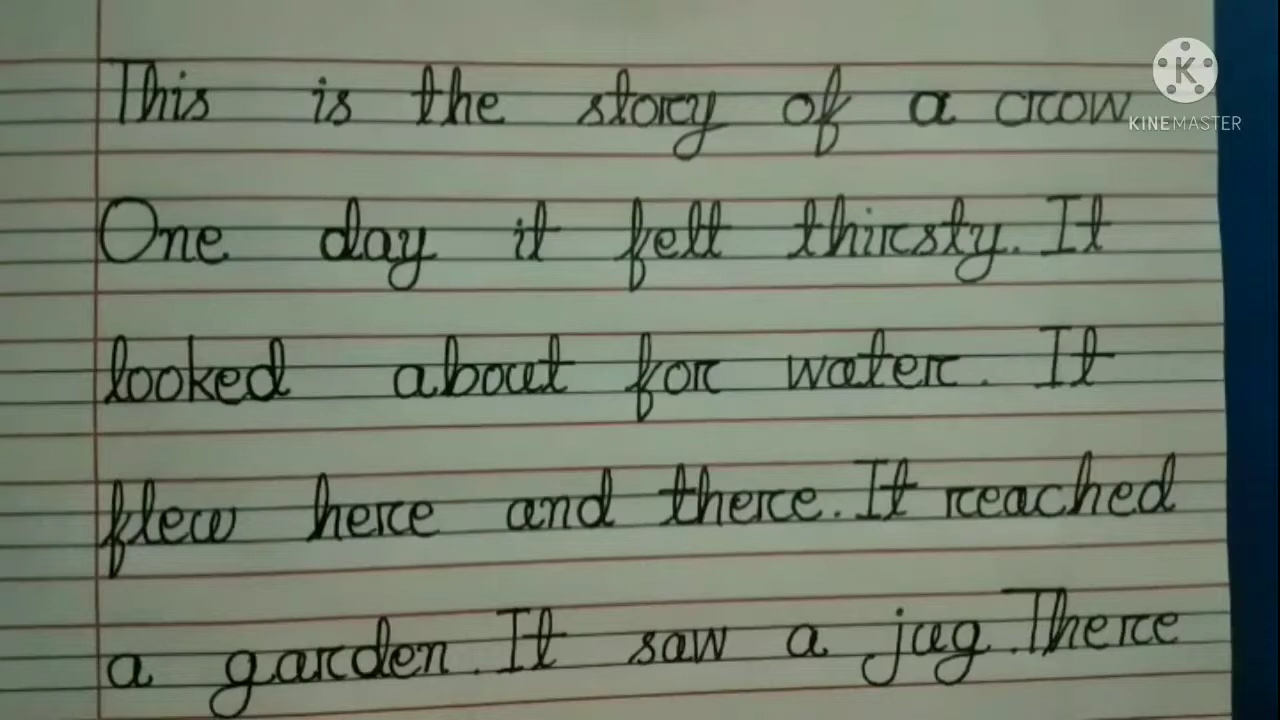 This is the story of a crow
One day it felt thirsty. It
looked about for water. It
flew here and there. It reached
a garden. It saw a jug. There
K
KINEMASTER